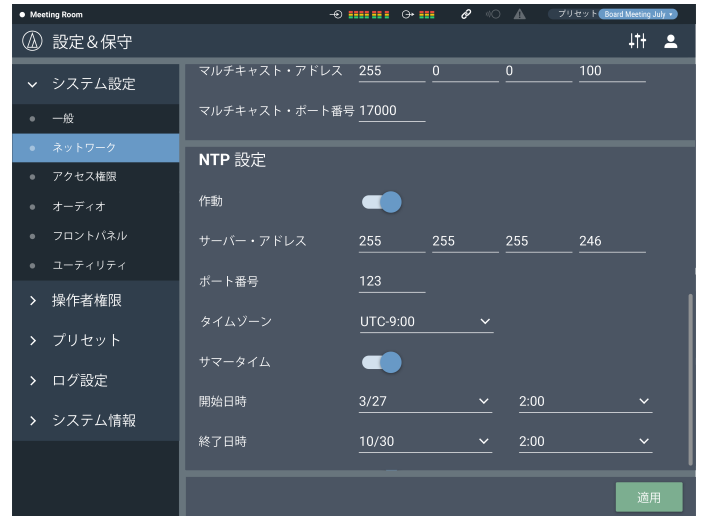 Meeting Room
プリセット Board Meeting July
設定＆保守
システム設定
一般
ネットワーク
アクセス権限
オーディオ
フロントパネル
ユーティリティ
操作者権限
プリセット
ログ設定
システム情報
マルチキャスト・アドレス 255 0 0 100
マルチキャスト・ポート番号 17000
NTP 設定
作動
サーバー・アドレス 255 255 255 246
ポート番号 123
タイムゾーン UTC-9:00
サマータイム
開始日時 3/27 2:00
終了日時 10/30 2:00
適用